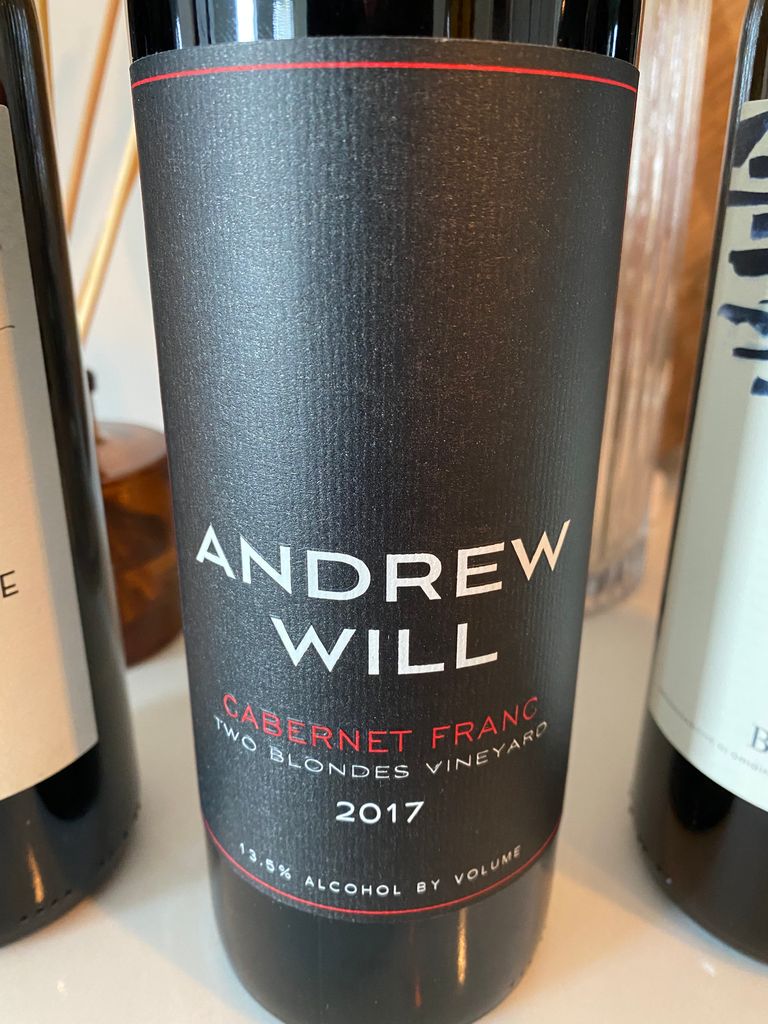 ANDREW
WILL
CABERNET FRANC
TWO BLONDES VINEYARD
2017
13.5% ALCOHOL BY VOLUME
E
B